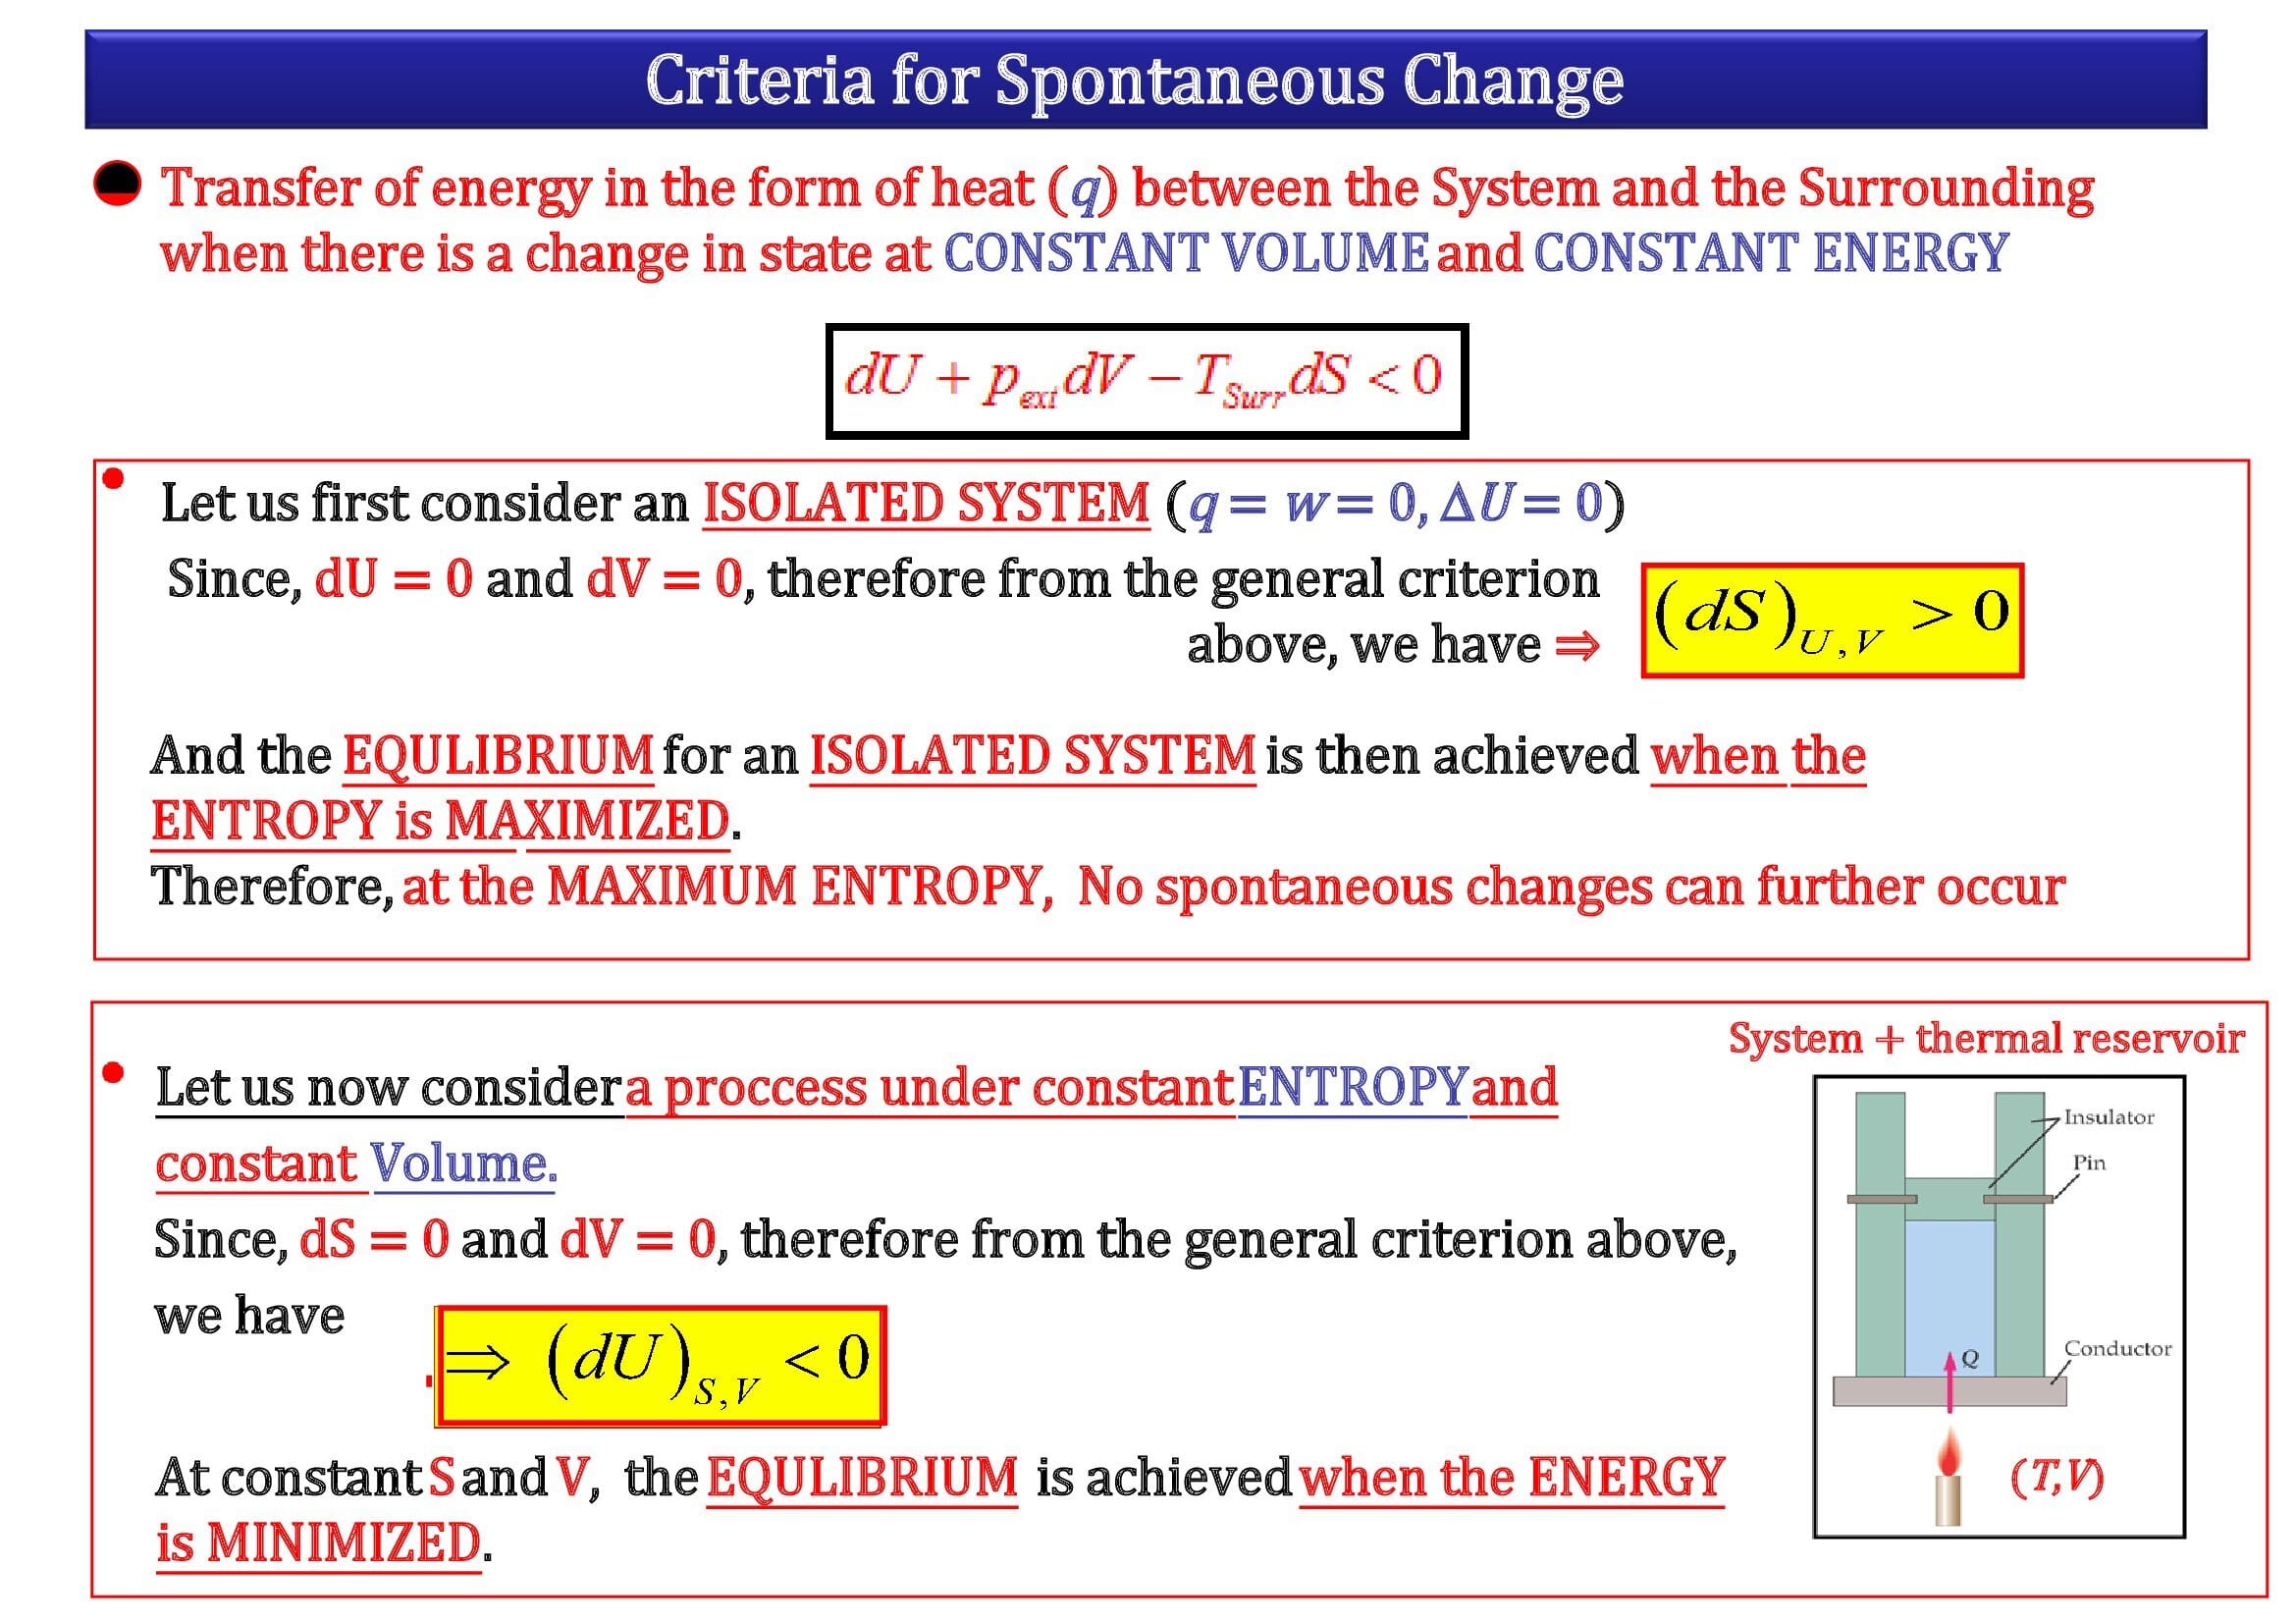 Criteria for Spontaneous Change
Transfer of energy in the form of heat (q) between the System and the Surrounding
when there is a change in state at CONSTANT VOLUME and CONSTANT ENERGY
dU + p_ext dV − T_Surr dS < 0
Let us first consider an ISOLATED SYSTEM (q = w = 0, ΔU = 0)
Since, dU = 0 and dV = 0, therefore from the general criterion
above, we have ⇒
(dS)_U,V > 0
And the EQULIBRIUM for an ISOLATED SYSTEM is then achieved when the
ENTROPY is MAXIMIZED.
Therefore, at the MAXIMUM ENTROPY, No spontaneous changes can further occur
System + thermal reservoir
Let us now consider a proccess under constant ENTROPY and
constant Volume.
Since, dS = 0 and dV = 0, therefore from the general criterion above,
we have
⇒ (dU)_S,V < 0
At constant S and V, the EQULIBRIUM is achieved when the ENERGY
is MINIMIZED.
Insulator
Pin
Conductor
Q
(T,V)